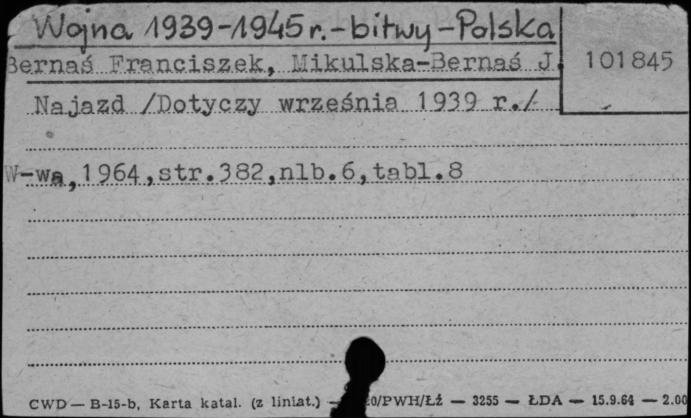 Wojna 1939-1945 r.-bitwy-Polska
Bernaś Franciszek, Mikulska-Bernaś J.
101845
Najazd /Dotyczy września 1939 r./
W-wa,1964,str.382,nlb.6,tabl.8
CWD — B-15-b, Karta katal. (z liniat.) — /PWH/Łź — 3255 — ŁDA — 15.9.64 — 2.00